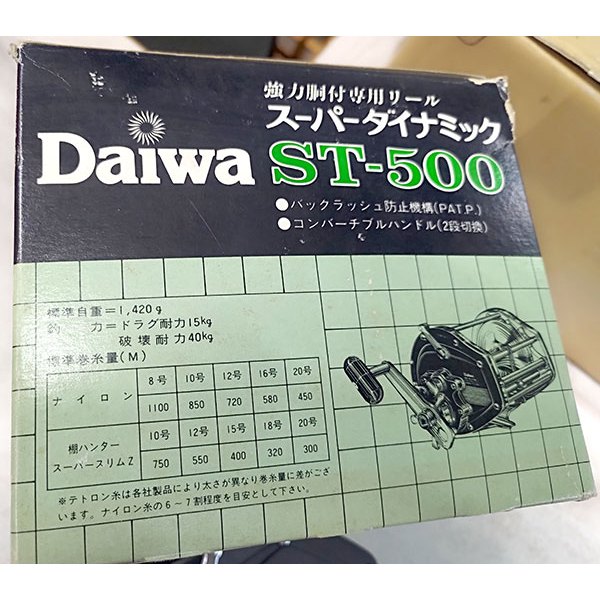 強力胴付専用リール
スーパーダイナミック
Daiwa ST-500
●バックラッシュ防止機構(PAT.P.)
●コンバーチブルハンドル(2段切換)
標準自重=1,420g
釣 力=ドラグ耐力15kg
破壊耐力40kg
標準巻糸量(M)
ナイロン 8号 10号 12号 16号 20号
1100 850 720 580 450
棚ハンター スーパースリムZ 10号 12号 15号 18号 20号
750 550 400 320 300
※テトロン糸は各社製品により太さが異なり巻糸量に差がござ
います。ナイロン糸の6~7割程度を目安として下さい。